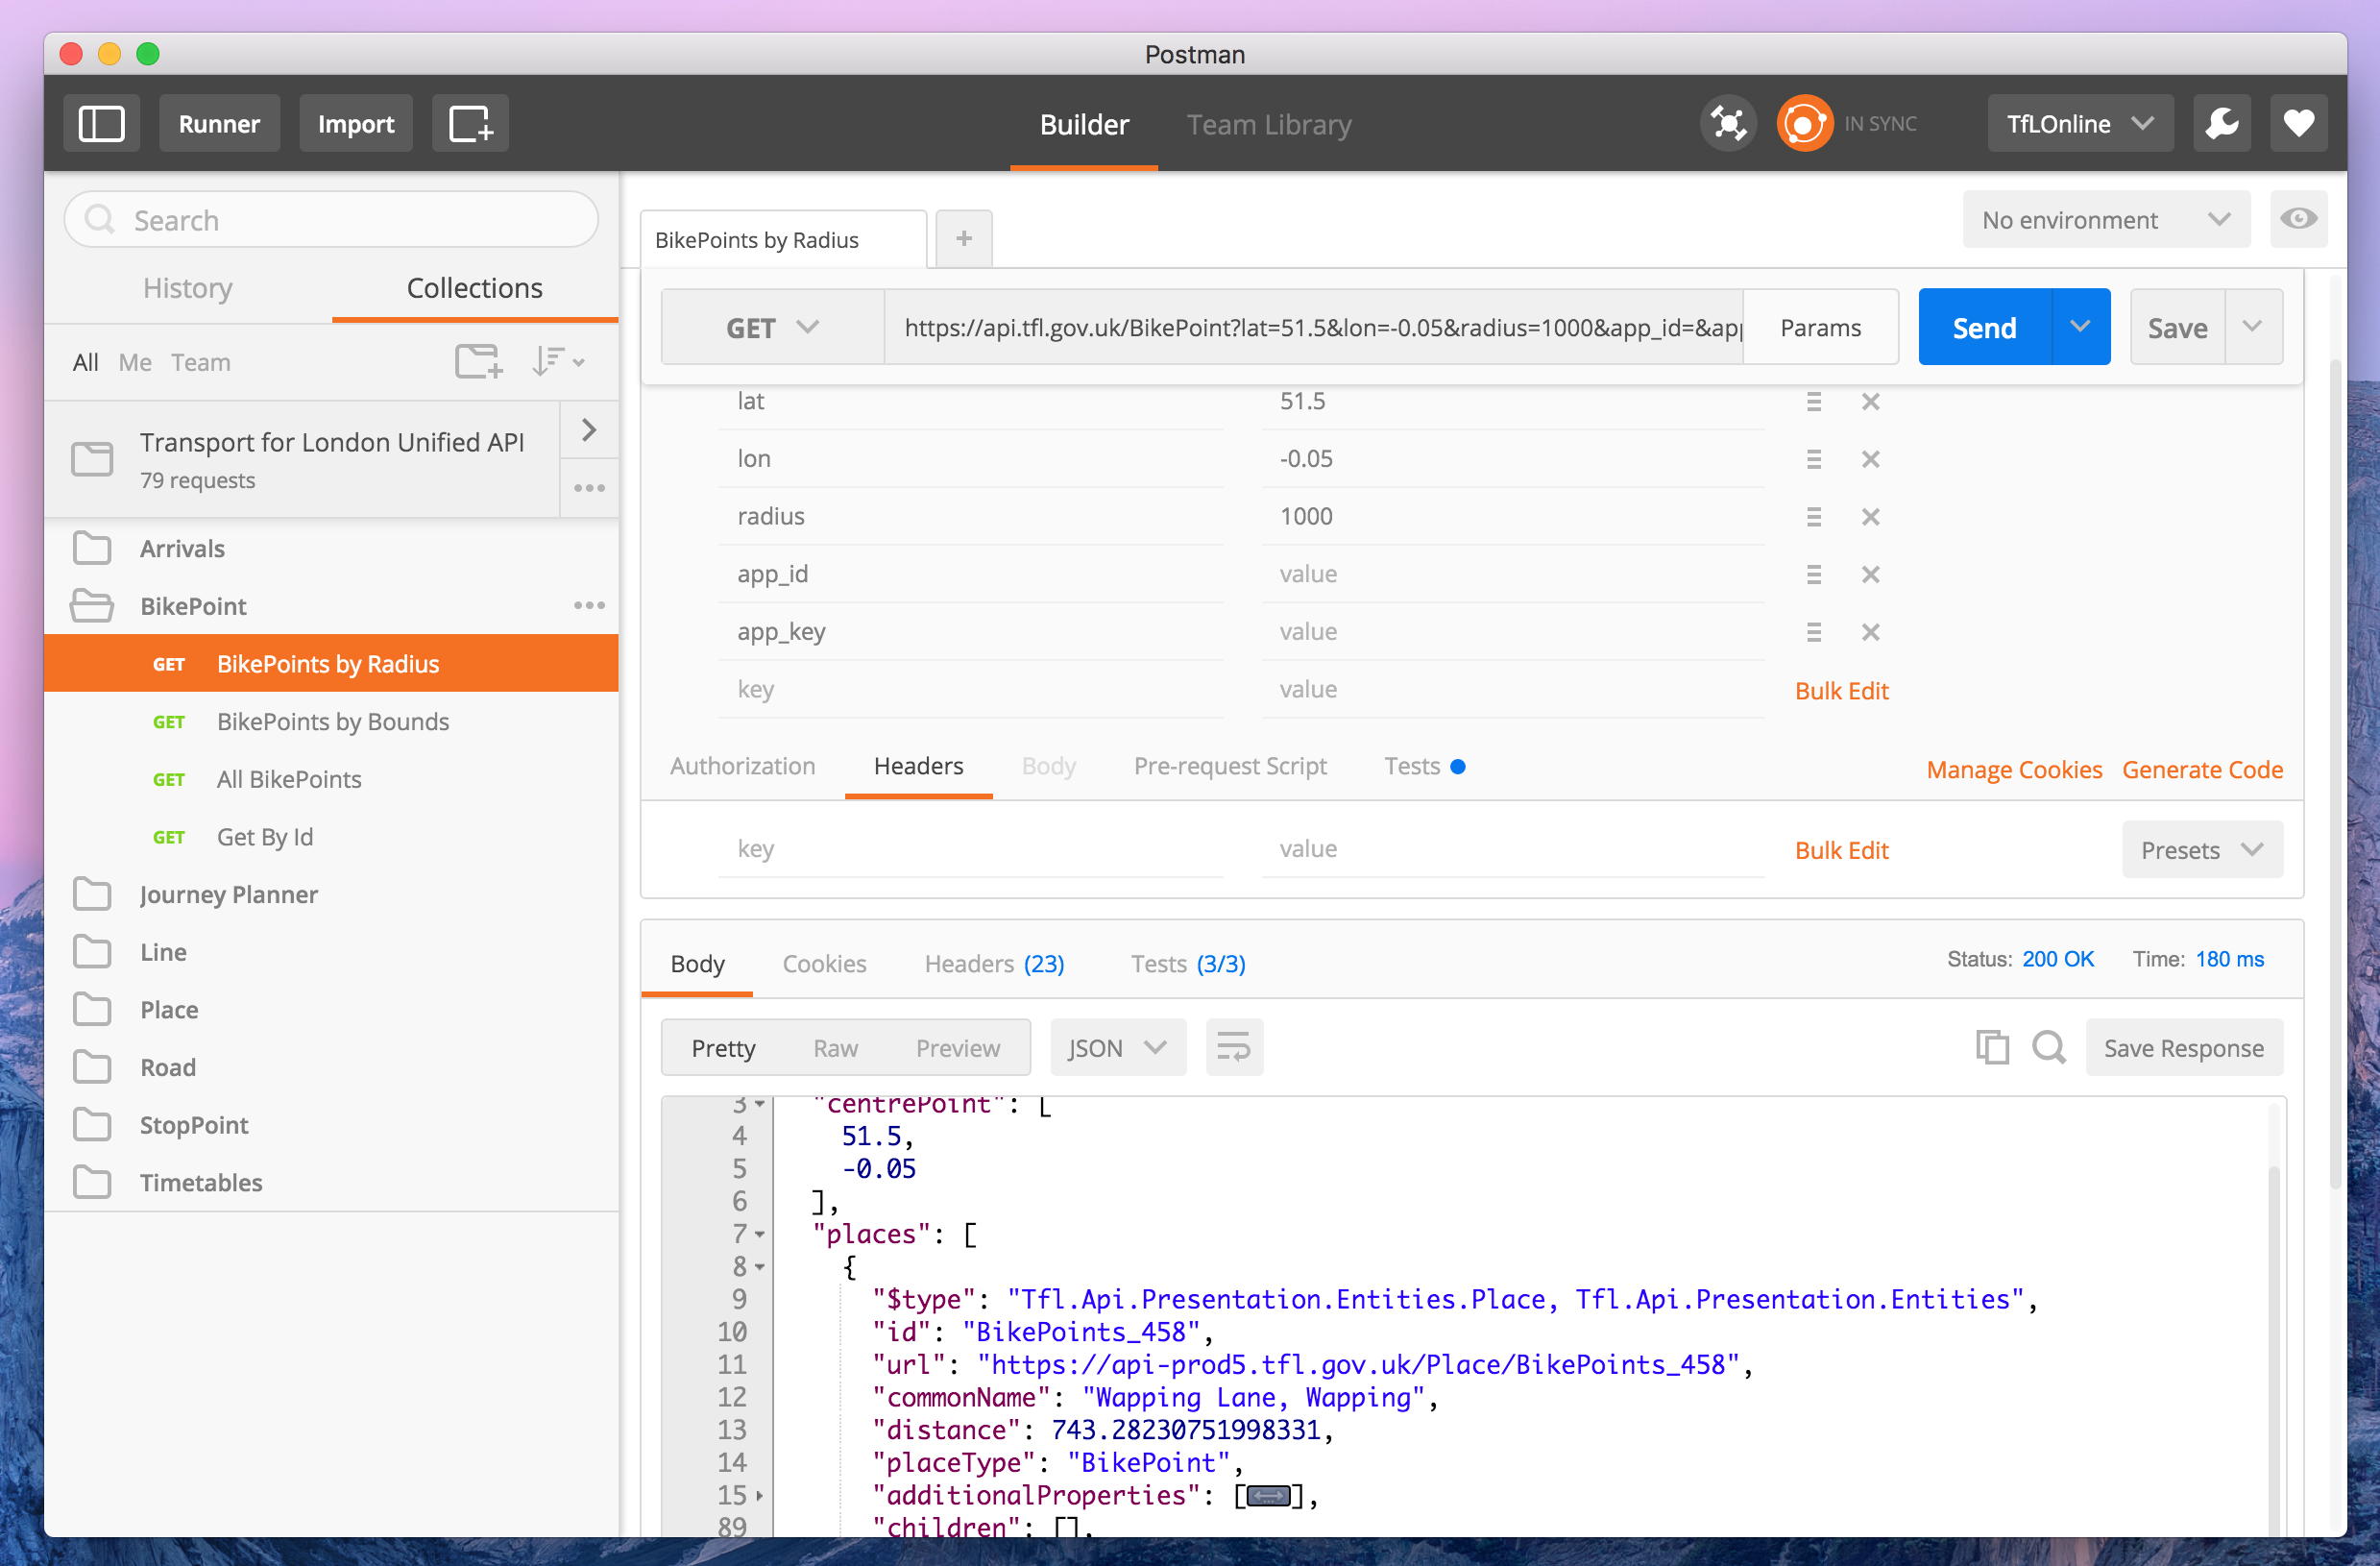 Postman
Runner
Import
Builder
Team Library
IN SYNC
TfLOnline
Search
History
Collections
All
Me
Team
Transport for London Unified API
79 requests
Arrivals
BikePoint
GET BikePoints by Radius
GET BikePoints by Bounds
GET All BikePoints
GET Get By Id
Journey Planner
Line
Place
Road
StopPoint
Timetables
BikePoints by Radius
+
No environment
GET
https://api.tfl.gov.uk/BikePoint?lat=51.5&lon=-0.05&radius=1000&app_id=&app
Params
Send
Save
lat 51.5
lon -0.05
radius 1000
app_id value
app_key value
key value Bulk Edit
Authorization
Headers
Body
Pre-request Script
Tests
Manage Cookies
Generate Code
key value Bulk Edit
Presets
Body
Cookies
Headers (23)
Tests (3/3)
Status: 200 OK
Time: 180 ms
Pretty
Raw
Preview
JSON
Save Response
3 "centrePoint": [
4 51.5,
5 -0.05
6 ],
7 "places": [
8 {
9 "$type": "Tfl.Api.Presentation.Entities.Place, Tfl.Api.Presentation.Entities",
10 "id": "BikePoints_458",
11 "url": "https://api-prod5.tfl.gov.uk/Place/BikePoints_458",
12 "commonName": "Wapping Lane, Wapping",
13 "distance": 743.28230751998331,
14 "placeType": "BikePoint",
15 "additionalProperties": [↔],
89 "children": [],